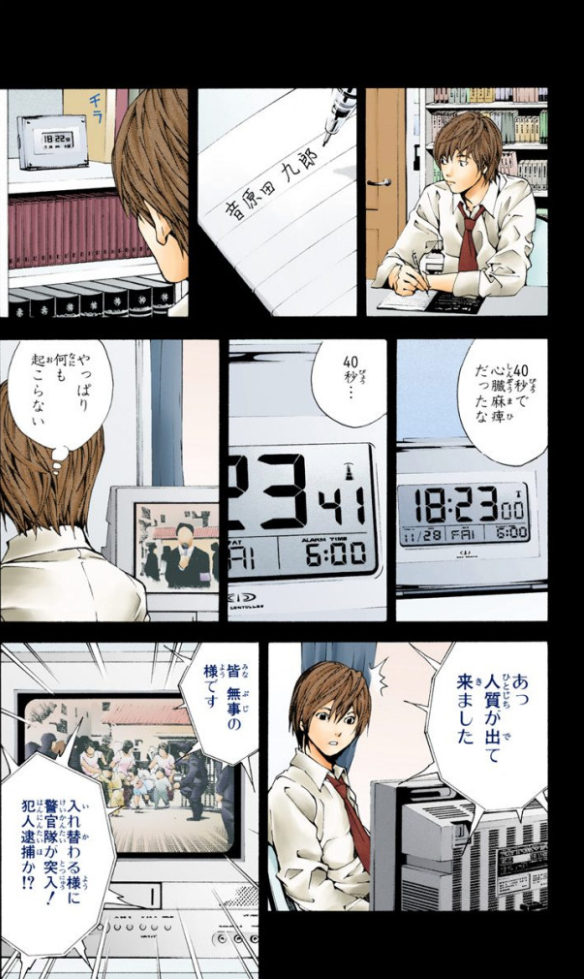 音原田 九郎
チラ
18:22
40秒で
心臓麻痺
だったな
18:23 00
11/28 FRI 6:00
40
秒…
23 41
ALARM TIME
6:00
やっぱり
何も
起こらない
あっ
人質が出て
来ました
皆 無事の
様です
入れ替わる様に
警官隊が突入!
犯人逮捕か!?